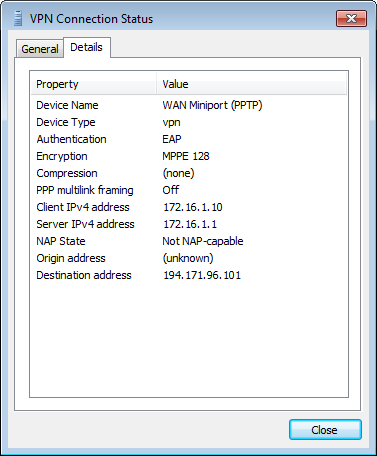 VPN Connection Status
General Details
Property Value
Device Name WAN Miniport (PPTP)
Device Type vpn
Authentication EAP
Encryption MPPE 128
Compression (none)
PPP multilink framing Off
Client IPv4 address 172.16.1.10
Server IPv4 address 172.16.1.1
NAP State Not NAP-capable
Origin address (unknown)
Destination address 194.171.96.101
Close